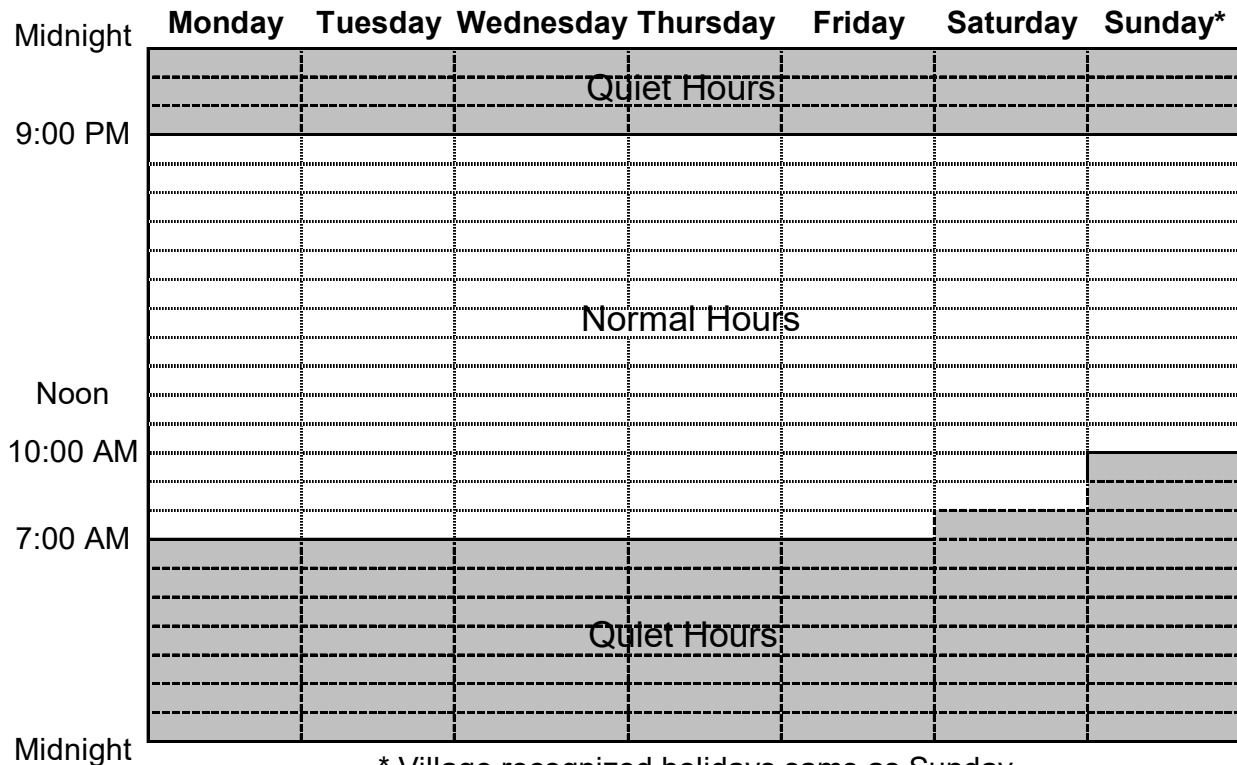 Midnight Monday Tuesday Wednesday Thursday Friday Saturday Sunday*
Quiet Hours
9:00 PM
Normal Hours
Noon
10:00 AM
7:00 AM
Quiet Hours
Midnight
* Village recognized holidays same as Sunday